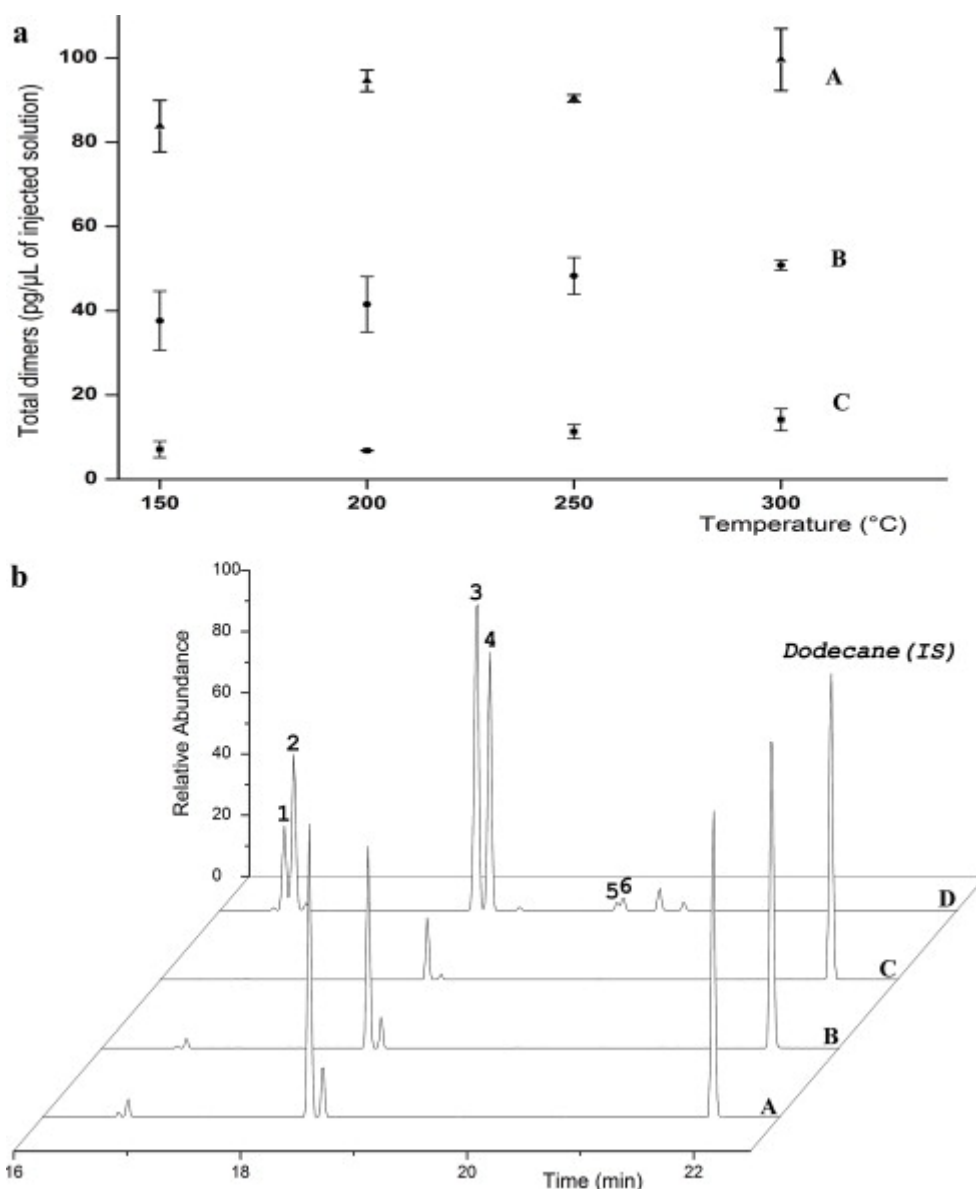 a
Total dimers (pg/µL of injected solution)
100
80
60
40
20
0
A
B
C
150 200 250 300
Temperature (°C)
b
Relative Abundance
100
80
60
40
20
0
1 2 3 4 5 6
Dodecane (IS)
D
C
B
A
16 18 20 22
Time (min)